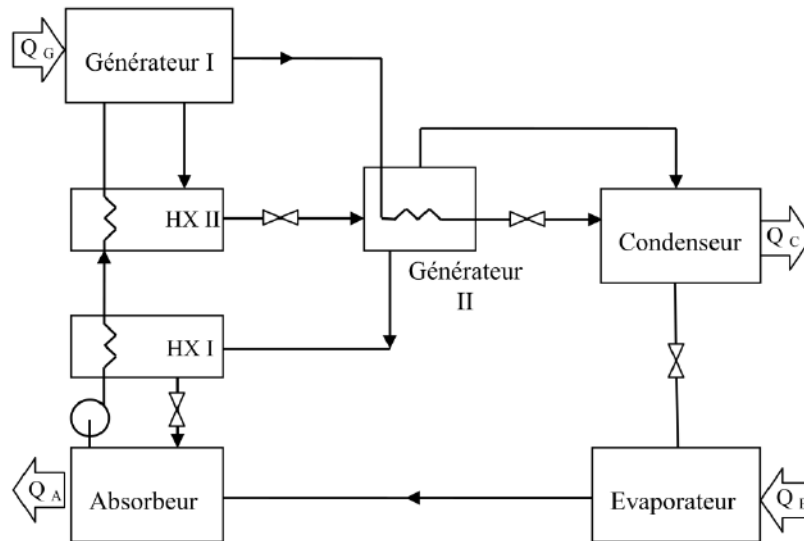 Q G
Générateur I
HX II
Condenseur
Q C
Générateur
II
HX I
Q A
Absorbeur
Evaporateur
Q E